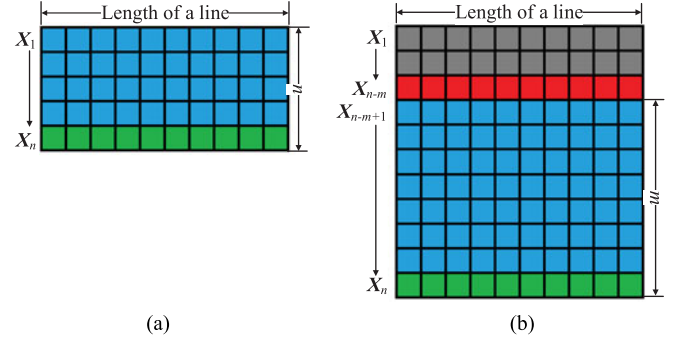 Length of a line
X1
Xn
n
(a)
Length of a line
X1
Xn-m
Xn-m+1
Xn
m
(b)